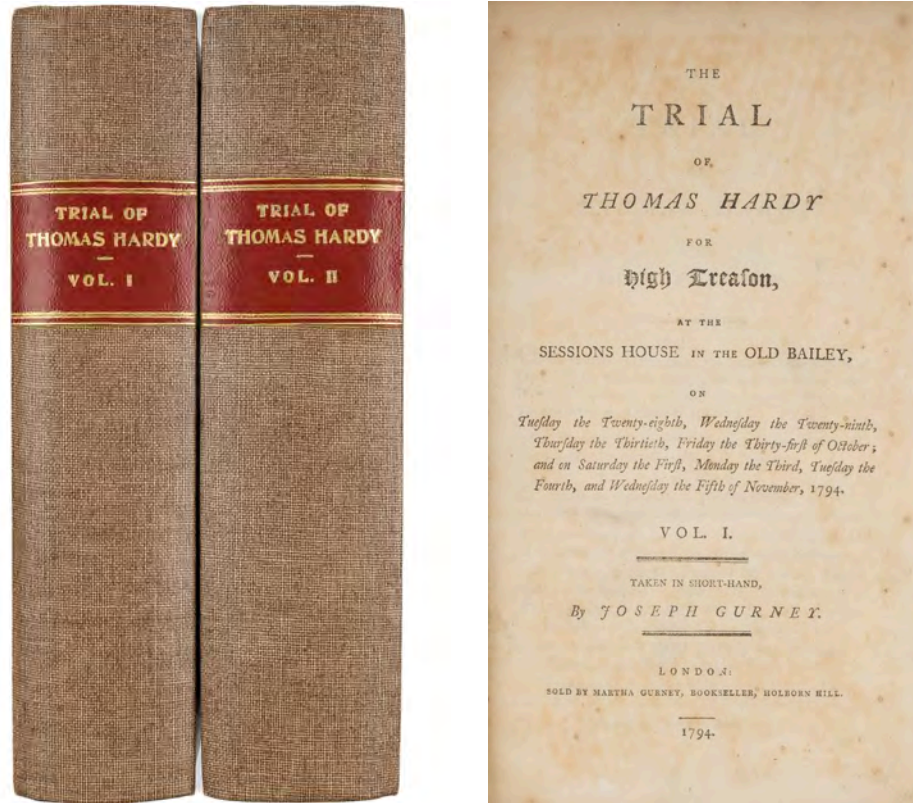 TRIAL OF
THOMAS HARDY
VOL. I
TRIAL OF
THOMAS HARDY
VOL. II
THE
TRIAL
OF
THOMAS HARDY
FOR
High Treaſon,
AT THE
SESSIONS HOUSE IN THE OLD BAILEY,
ON
Tueſday the Twenty-eighth, Wedneſday the Twenty-ninth,
Thurſday the Thirtieth, Friday the Thirty-firſt of October;
and on Saturday the Firſt, Monday the Third, Tueſday the
Fourth, and Wedneſday the Fifth of November, 1794.
VOL. I.
TAKEN IN SHORT-HAND,
By JOSEPH GURNEY.
LONDON:
SOLD BY MARTHA GURNEY, BOOKSELLER, HOLBORN HILL.
1794.